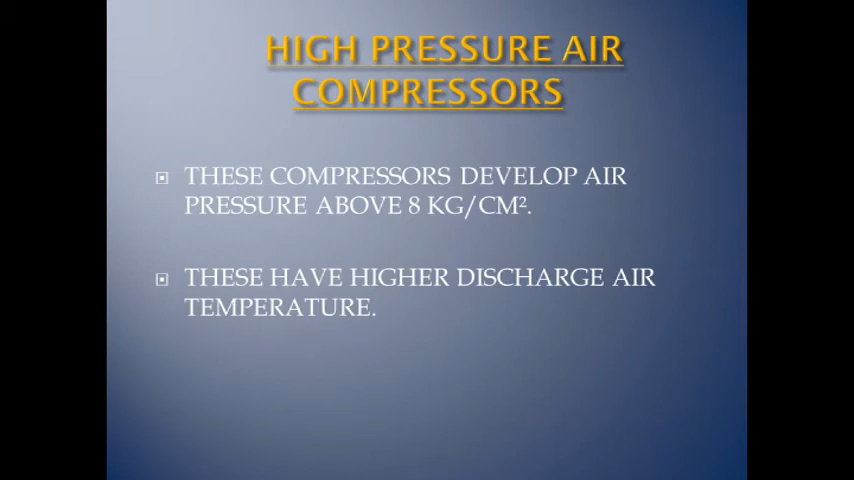 HIGH PRESSURE AIR
COMPRESSORS
THESE COMPRESSORS DEVELOP AIR
PRESSURE ABOVE 8 KG/CM².
THESE HAVE HIGHER DISCHARGE AIR
TEMPERATURE.